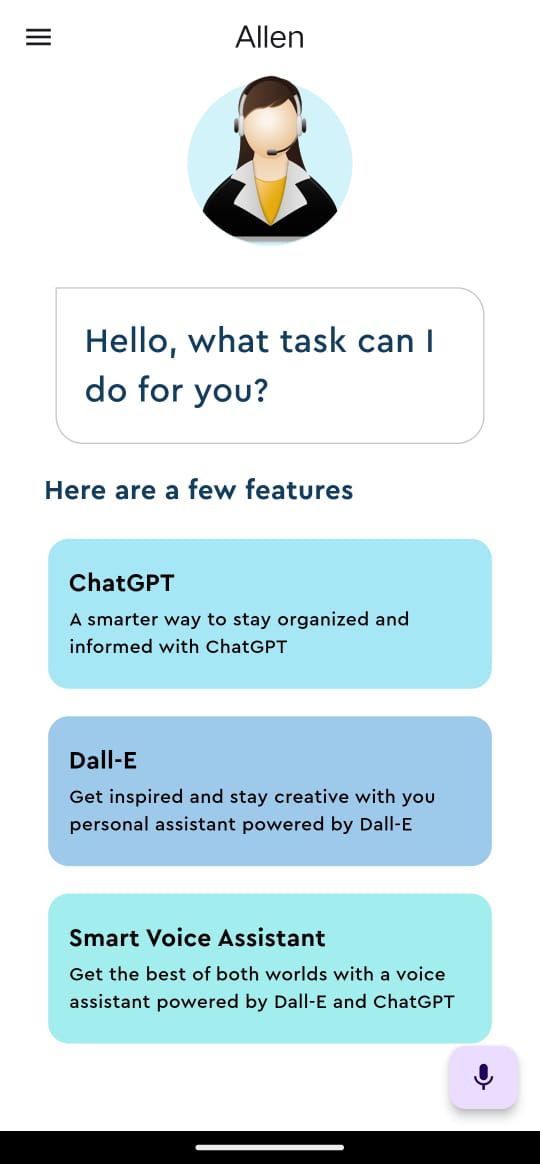 Allen
Hello, what task can I
do for you?
Here are a few features
ChatGPT
A smarter way to stay organized and
informed with ChatGPT
Dall-E
Get inspired and stay creative with you
personal assistant powered by Dall-E
Smart Voice Assistant
Get the best of both worlds with a voice
assistant powered by Dall-E and ChatGPT